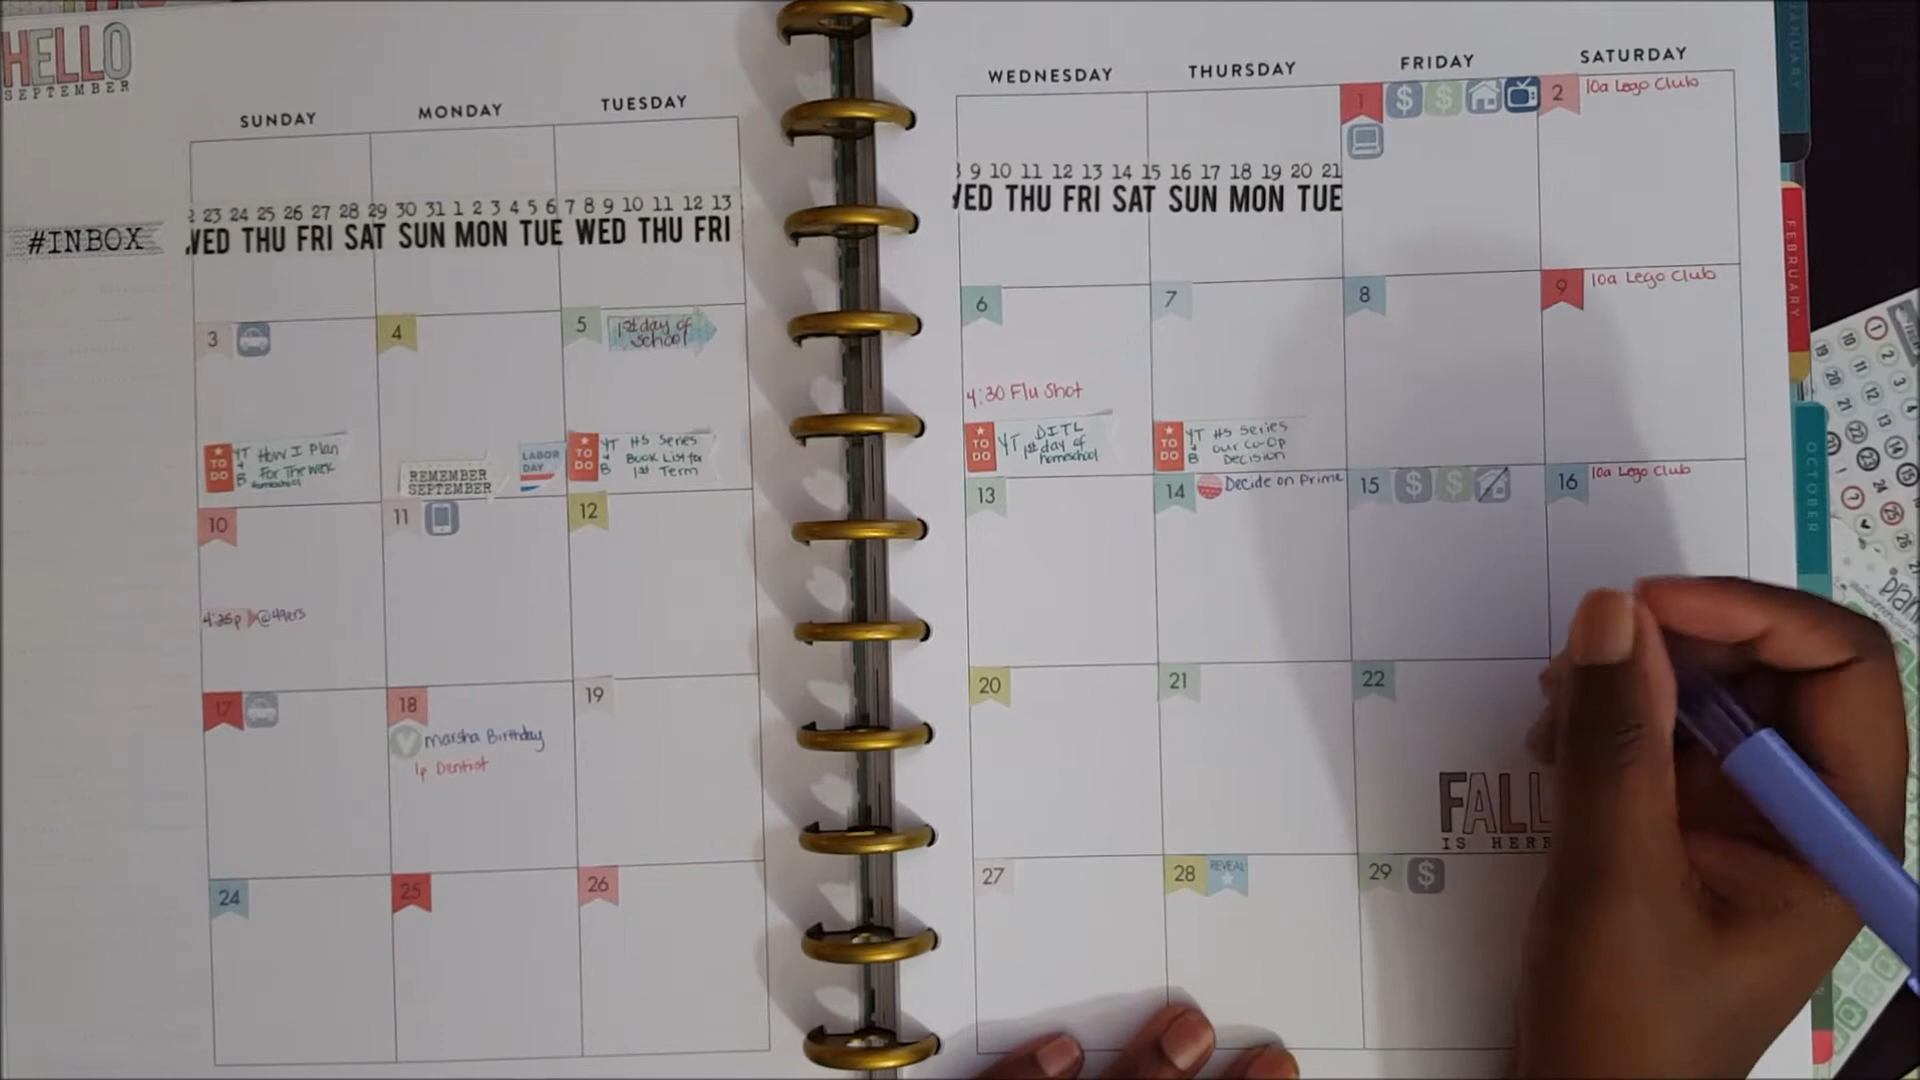 HELLO
SEPTEMBER
SUNDAY
MONDAY
TUESDAY
WEDNESDAY
THURSDAY
FRIDAY
SATURDAY
#INBOX
23 24 25 26 27 28 29 30 31 1 2 3 4 5 6 7 8 9 10 11 12 13
WED THU FRI SAT SUN MON TUE WED THU FRI
9 10 11 12 13 14 15 16 17 18 19 20 21
WED THU FRI SAT SUN MON TUE
1 $ $
2 10a Lego Club
3
TO DO
YT + B How I Plan
For The Week
homeschool
4
REMEMBER
SEPTEMBER
LABOR
DAY
5 1st day of
school
TO DO
YT + B HS Series
Book List for
1st Term
6
4:30 Flu Shot
TO DO
YT DITL
1st day of
homeschool
7
TO DO
YT + B HS Series
our Co-Op
Decision
8
9 10a Lego Club
10
4:25p @49ers
11
12
13
14 Decide on Prime
15 $ $
16 10a Lego Club
17
18
V Marsha Birthday
1p Dentist
19
20
21
22
FALL
IS HERE
24
25
26
27
28 REVEAL
29 $
JANUARY
FEBRUARY
OCTOBER